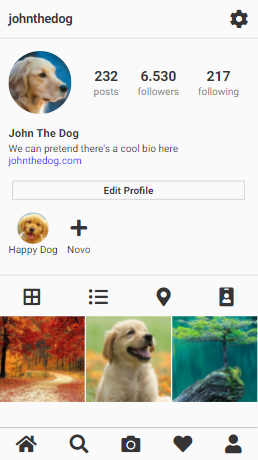 johnthedog
232 6.530 217
posts followers following
John The Dog
We can pretend there's a cool bio here
johnthedog.com
Edit Profile
Happy Dog Novo